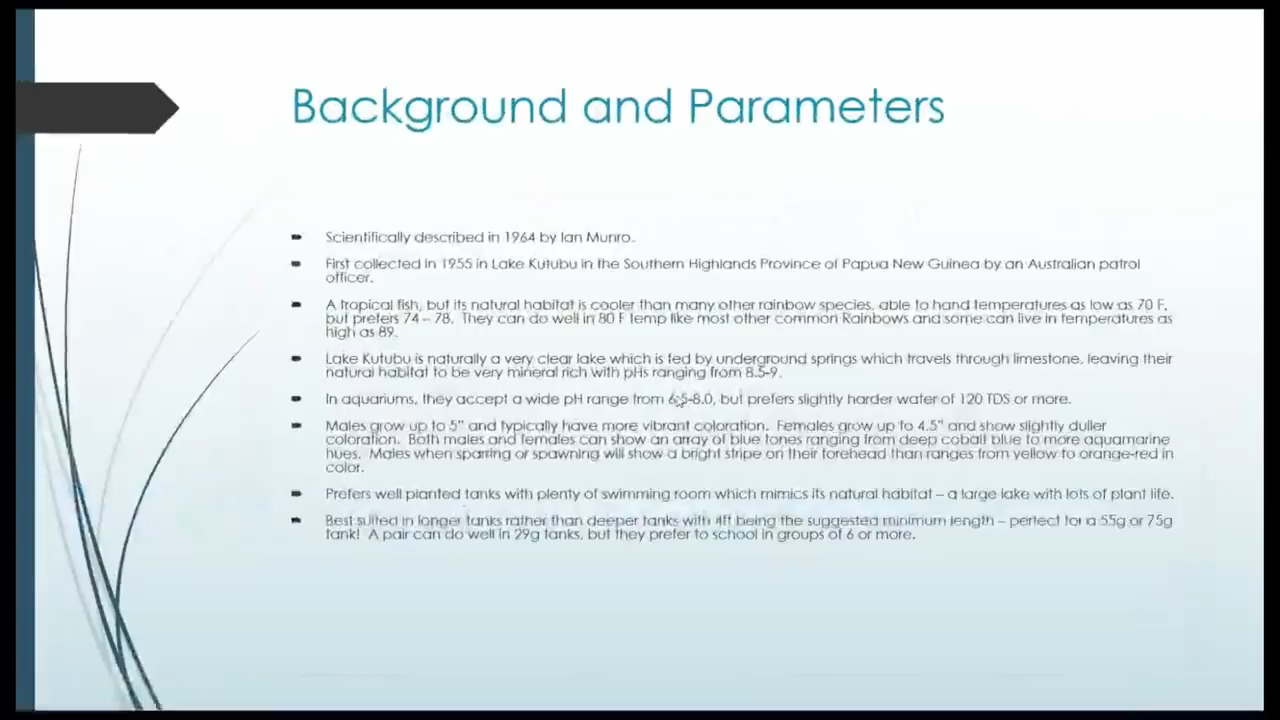 Background and Parameters
Scientifically described in 1964 by Ian Munro.
First collected in 1955 in Lake Kutubu in the Southern Highlands Province of Papua New Guinea by an Australian patrol
officer.
A tropical fish, but its natural habitat is cooler than many other rainbow species, able to hand temperatures as low as 70 F,
but prefers 74 – 78. They can do well in 80 F temp like most other common Rainbows and some can live in temperatures as
high as 89.
Lake Kutubu is naturally a very clear lake which is fed by underground springs which travels through limestone, leaving their
natural habitat to be very mineral rich with pHs ranging from 8.5-9.
In aquariums, they accept a wide pH range from 6.5-8.0, but prefers slightly harder water of 120 TDS or more.
Males grow up to 5" and typically have more vibrant coloration. Females grow up to 4.5" and show slightly duller
coloration. Both males and females can show an array of blue tones ranging from deep cobalt blue to more aquamarine
hues. Males when sparring or spawning will show a bright stripe on their forehead than ranges from yellow to orange-red in
color.
Prefers well planted tanks with plenty of swimming room which mimics its natural habitat – a large lake with lots of plant life.
Best suited in longer tanks rather than deeper tanks with 4ft being the suggested minimum length – perfect for a 55g or 75g
tank! A pair can do well in 29g tanks, but they prefer to school in groups of 6 or more.